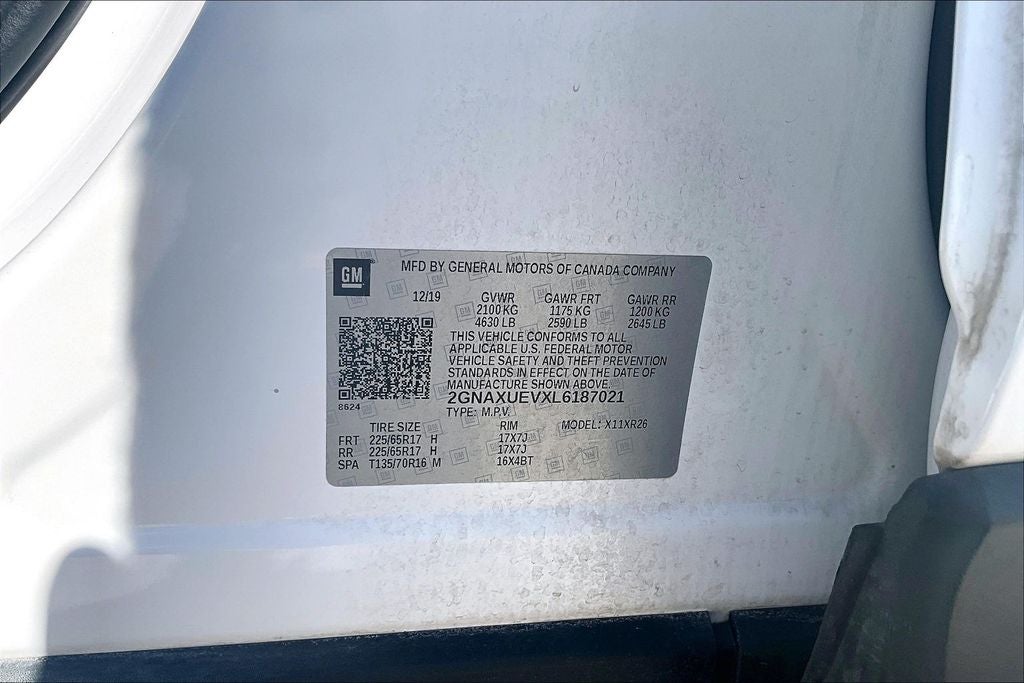 GM
MFD BY GENERAL MOTORS OF CANADA COMPANY
12/19 GVWR GAWR FRT GAWR RR
2100 KG 1175 KG 1200 KG
4630 LB 2590 LB 2645 LB
THIS VEHICLE CONFORMS TO ALL
APPLICABLE U.S. FEDERAL MOTOR
VEHICLE SAFETY AND THEFT PREVENTION
STANDARDS IN EFFECT ON THE DATE OF
MANUFACTURE SHOWN ABOVE.
2GNAXUEVXL6187021
8624
TYPE: M.P.V.
TIRE SIZE RIM MODEL: X11XR26
FRT 225/65R17 H 17X7J
RR 225/65R17 H 17X7J
SPA T135/70R16 M 16X4BT